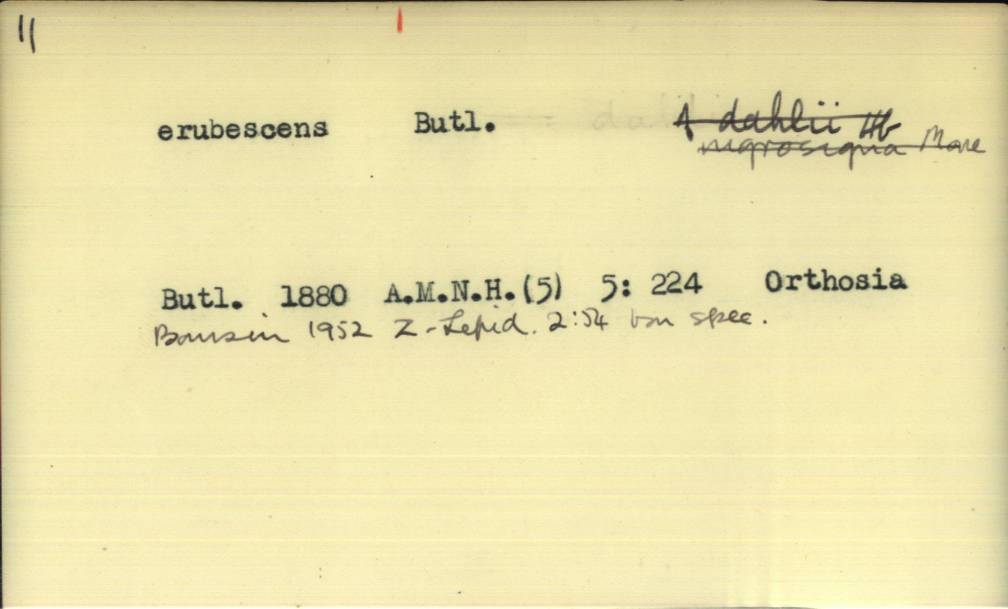 11
erubescens Butl. f dahlii Hb
nigrosigna Moore
Butl. 1880 A.M.N.H.(5) 5: 224 Orthosia
Boursin 1952 Z-Lepid. 2:54 bon spec.